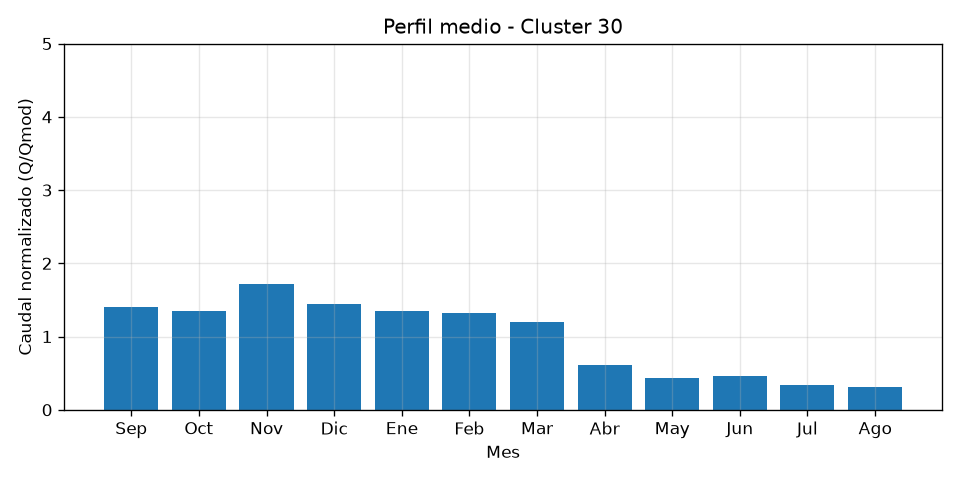 Perfil medio - Cluster 30
Caudal normalizado (Q/Qmod)
5
4
3
2
1
0
Sep Oct Nov Dic Ene Feb Mar Abr May Jun Jul Ago
Mes